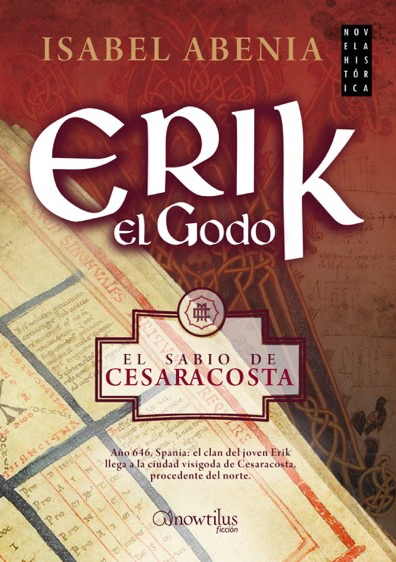 ISABEL ABENIA
NOVELA HISTÓRICA
ERIK
el Godo
EL SABIO DE
CESARACOSTA
Año 646, Spania: el clan del joven Erik
llega a la ciudad visigoda de Cesaracosta,
procedente del norte.
nowtilus
ficción